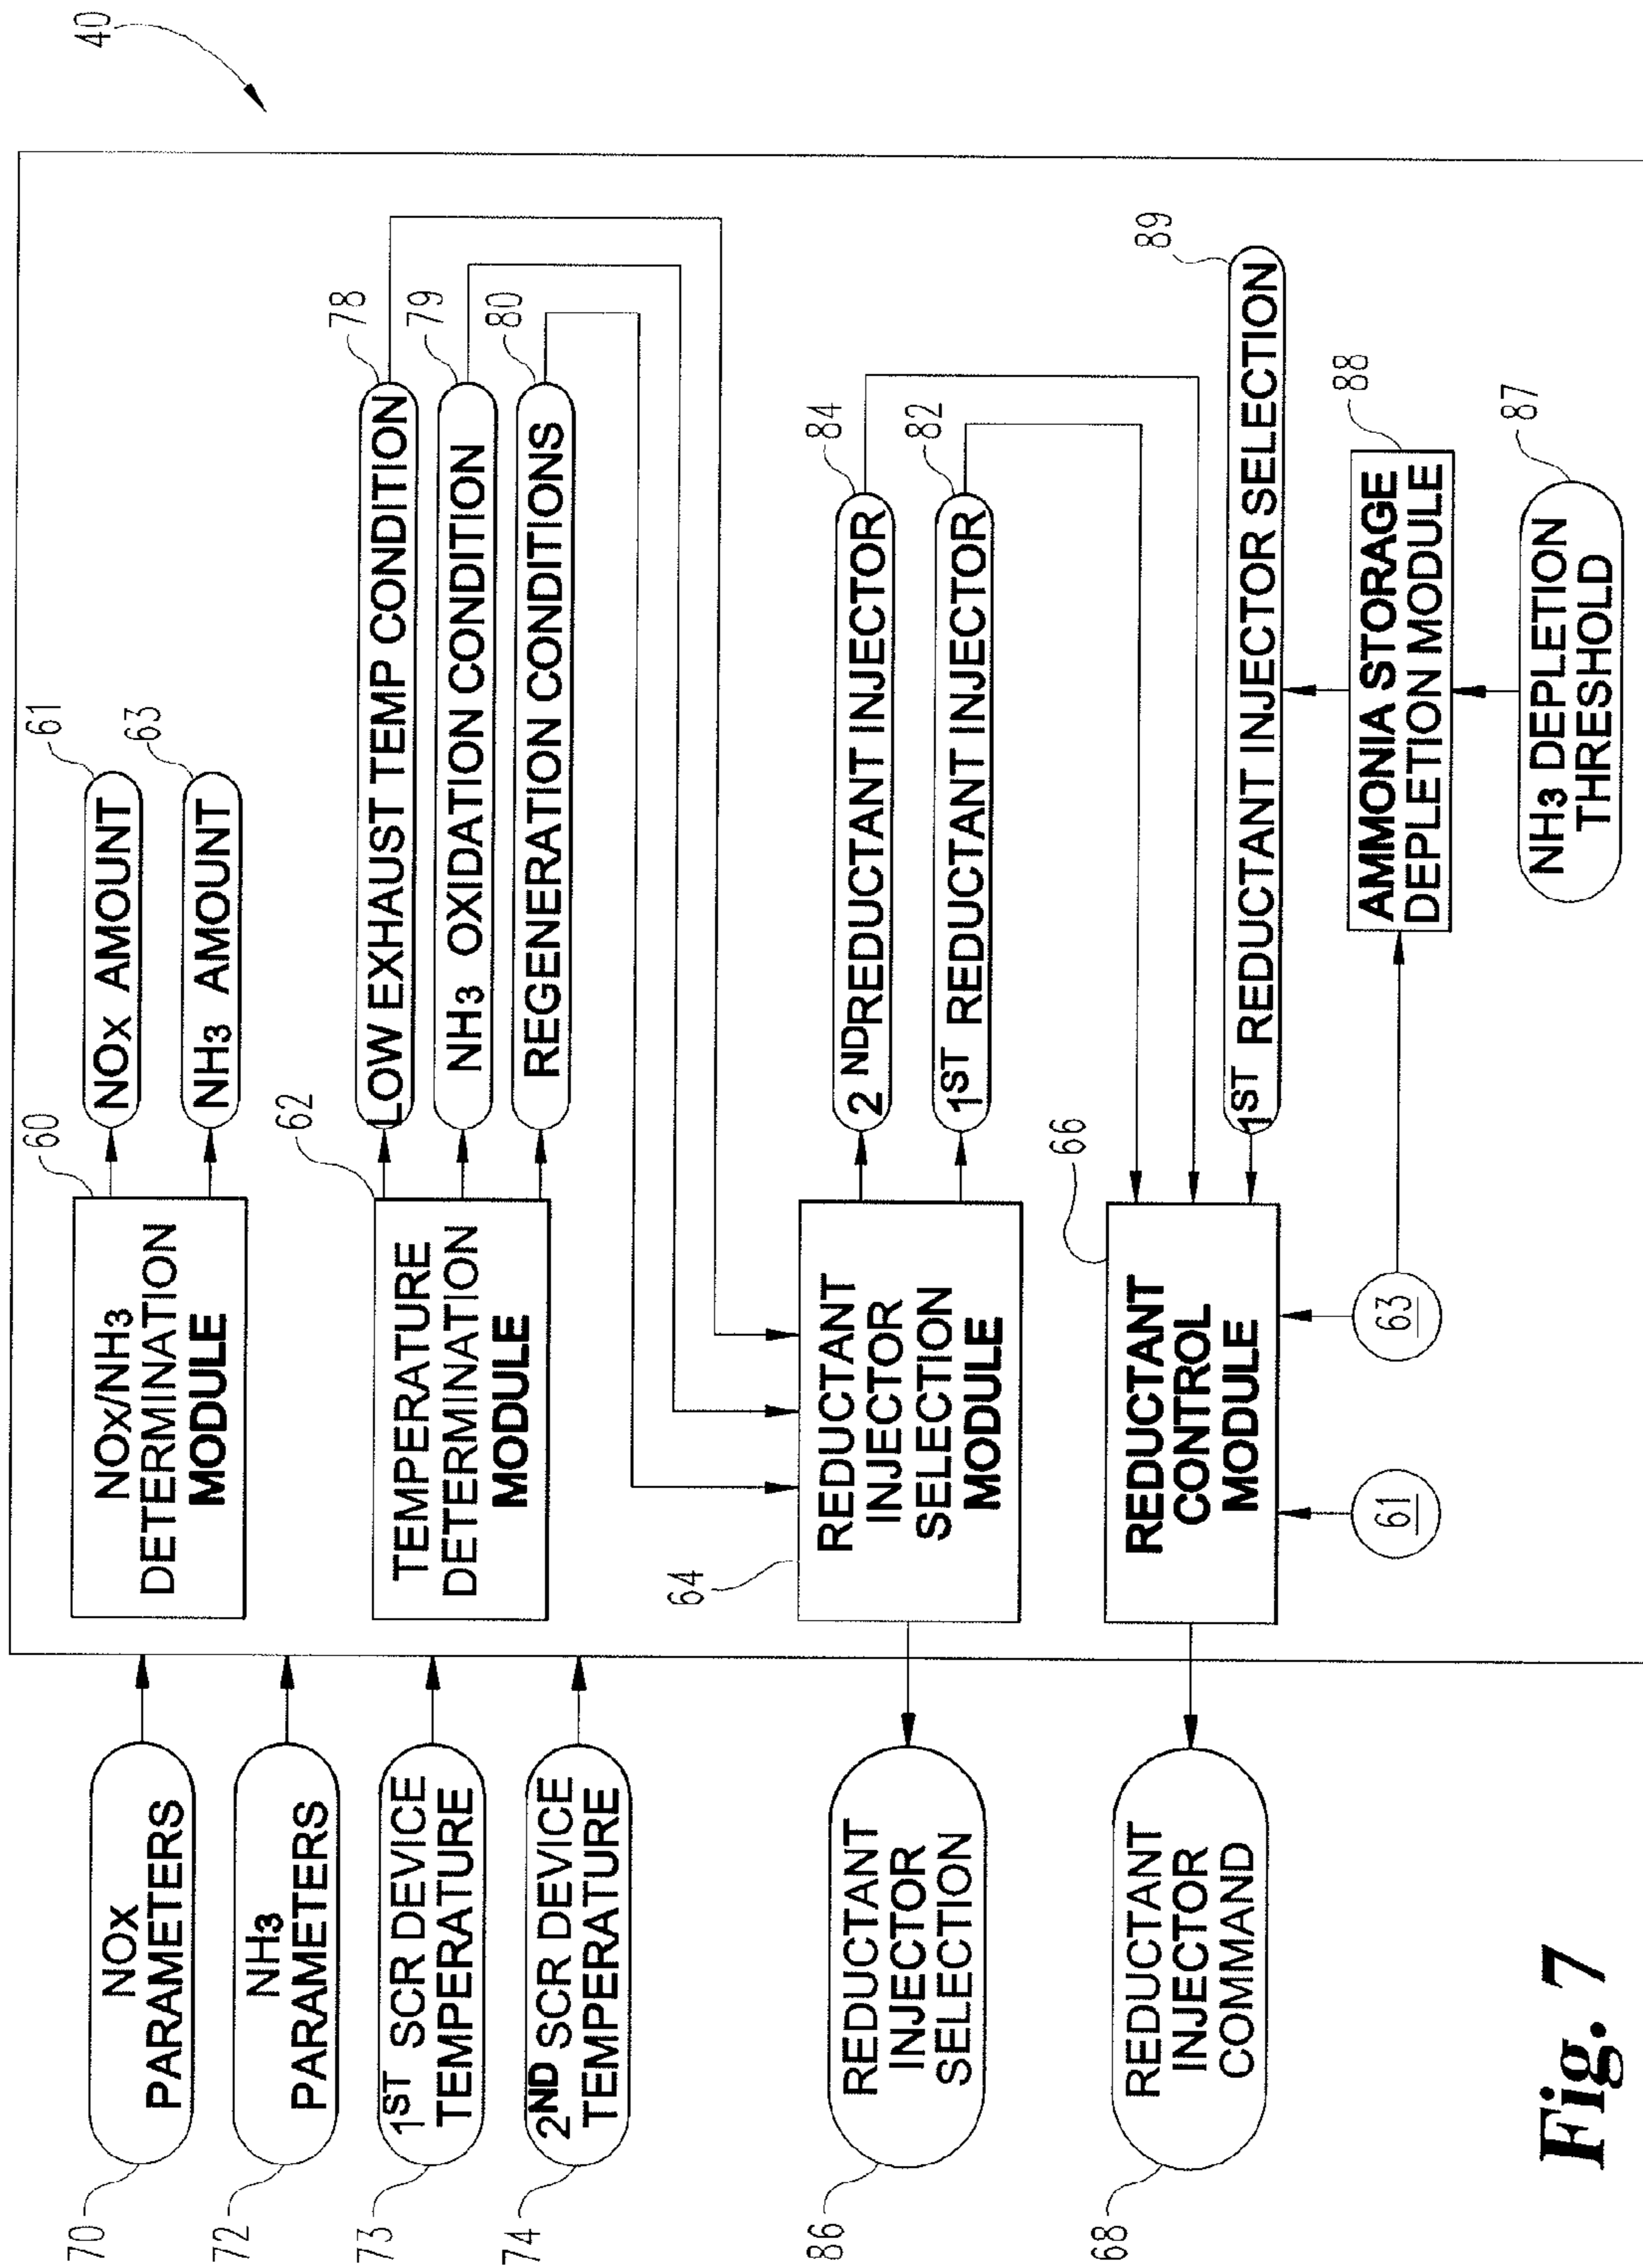 40
70
NOx
PARAMETERS
72
NH3
PARAMETERS
73
1ST SCR DEVICE
TEMPERATURE
74
2ND SCR DEVICE
TEMPERATURE
60
NOx/NH3
DETERMINATION
MODULE
61
NOx AMOUNT
63
NH3 AMOUNT
62
TEMPERATURE
DETERMINATION
MODULE
78
LOW EXHAUST TEMP CONDITION
79
NH3 OXIDATION CONDITION
80
REGENERATION CONDITIONS
86
REDUCTANT
INJECTOR
SELECTION
64
REDUCTANT
INJECTOR
SELECTION
MODULE
84
2ND REDUCTANT INJECTOR
82
1ST REDUCTANT INJECTOR
68
REDUCTANT
INJECTOR
COMMAND
66
REDUCTANT
CONTROL
MODULE
89
1ST REDUCTANT INJECTOR SELECTION
61
63
88
AMMONIA STORAGE
DEPLETION MODULE
87
NH3 DEPLETION
THRESHOLD
Fig. 7